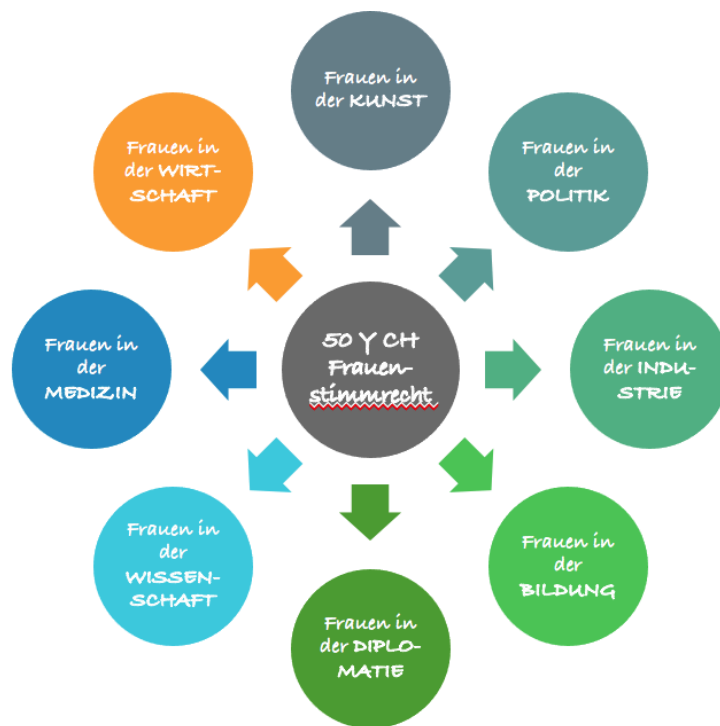 50 Y CH
Frauen-
stimmrecht
Frauen in
der KUNST
Frauen in
der
POLITIK
Frauen in
der INDU-
STRIE
Frauen in
der
BILDUNG
Frauen in
der DIPLO-
MATIE
Frauen in
der
WISSEN-
SCHAFT
Frauen in
der
MEDIZIN
Frauen in
der WIRT-
SCHAFT